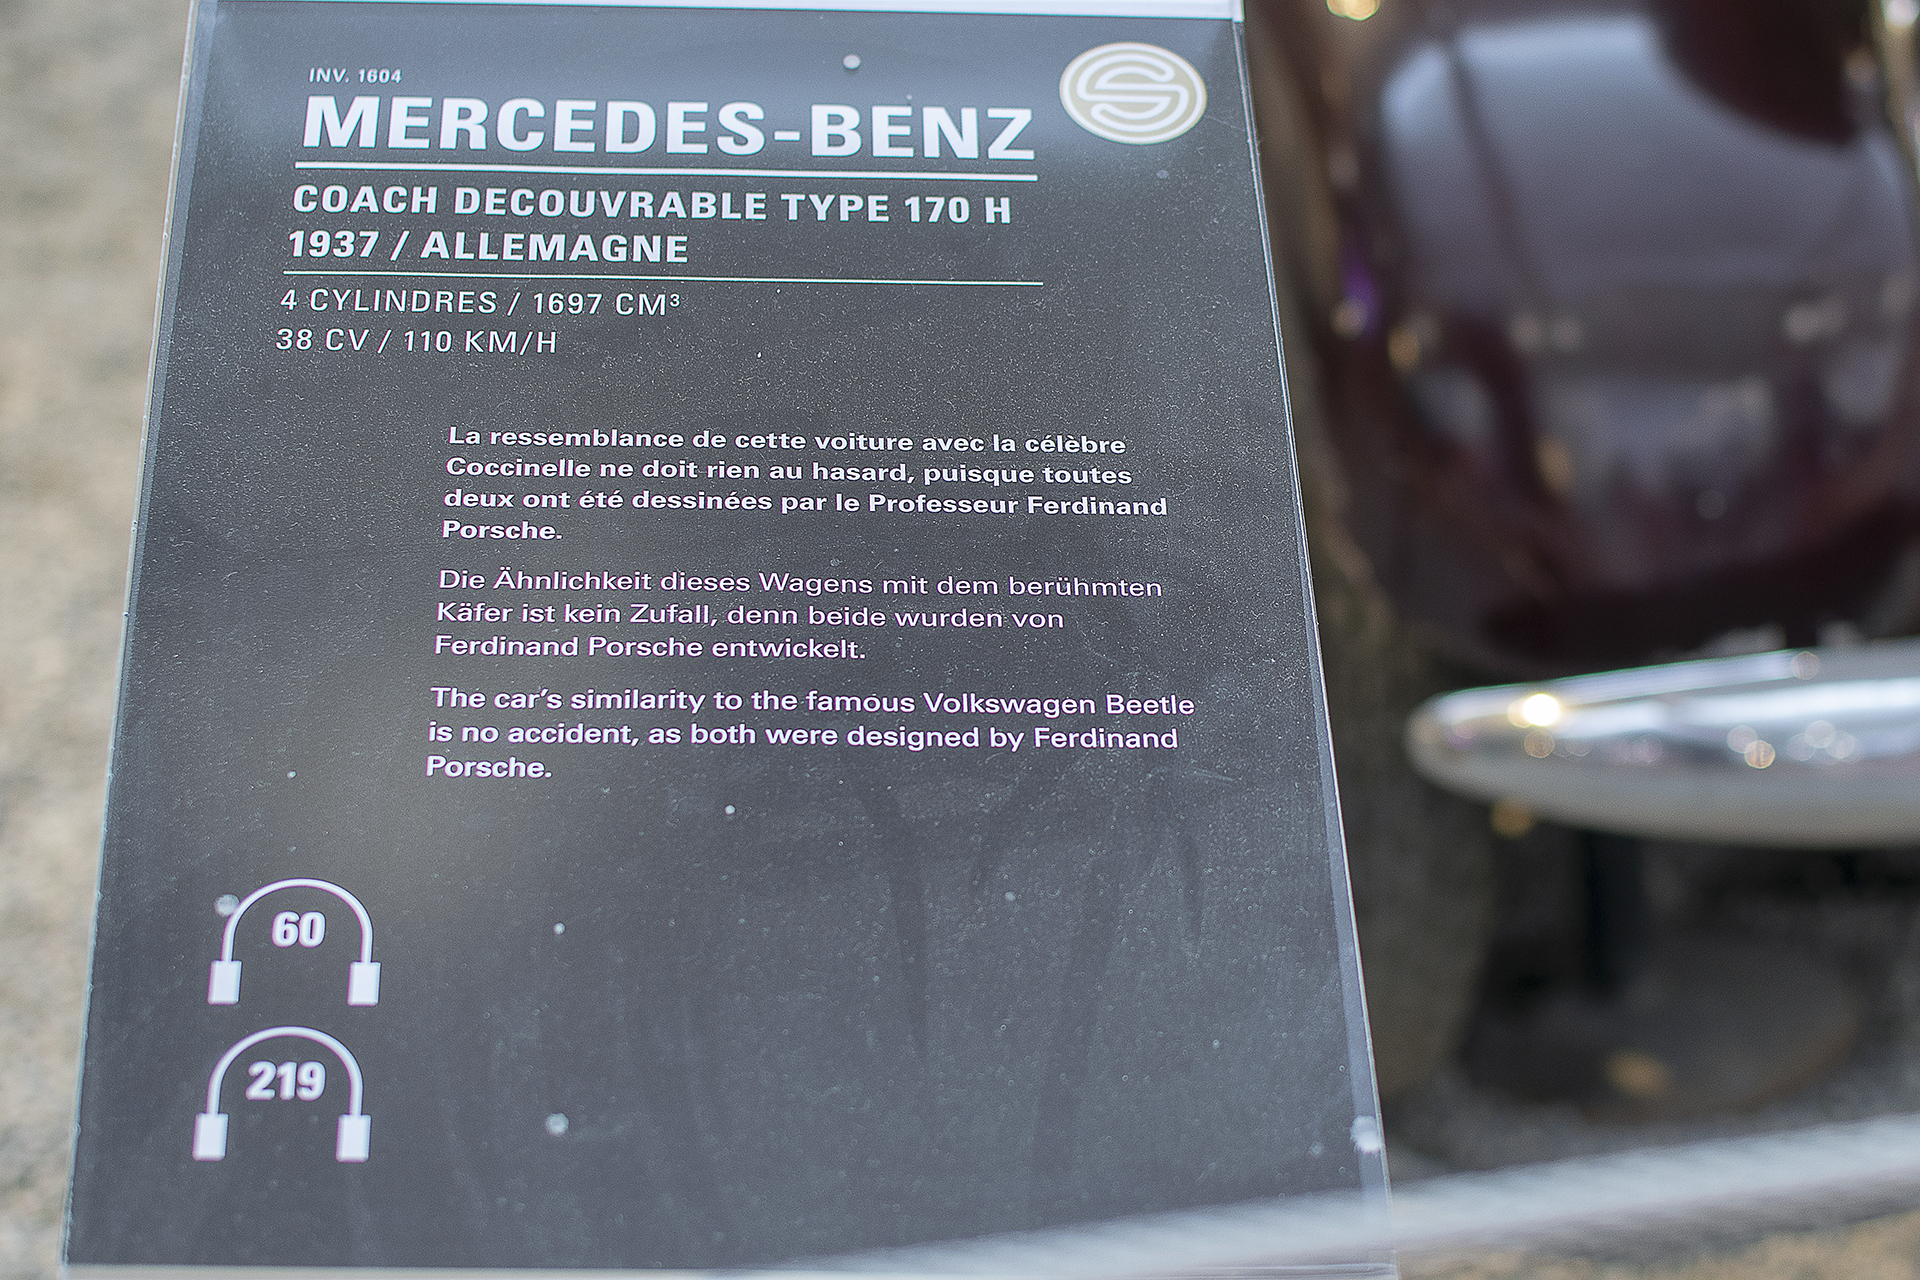 INV. 1604
MERCEDES-BENZ
COACH DECOUVRABLE TYPE 170 H
1937 / ALLEMAGNE
4 CYLINDRES / 1697 CM³
38 CV / 110 KM/H
La ressemblance de cette voiture avec la célèbre
Coccinelle ne doit rien au hasard, puisque toutes
deux ont été dessinées par le Professeur Ferdinand
Porsche.
Die Ähnlichkeit dieses Wagens mit dem berühmten
Käfer ist kein Zufall, denn beide wurden von
Ferdinand Porsche entwickelt.
The car's similarity to the famous Volkswagen Beetle
is no accident, as both were designed by Ferdinand
Porsche.
60
219